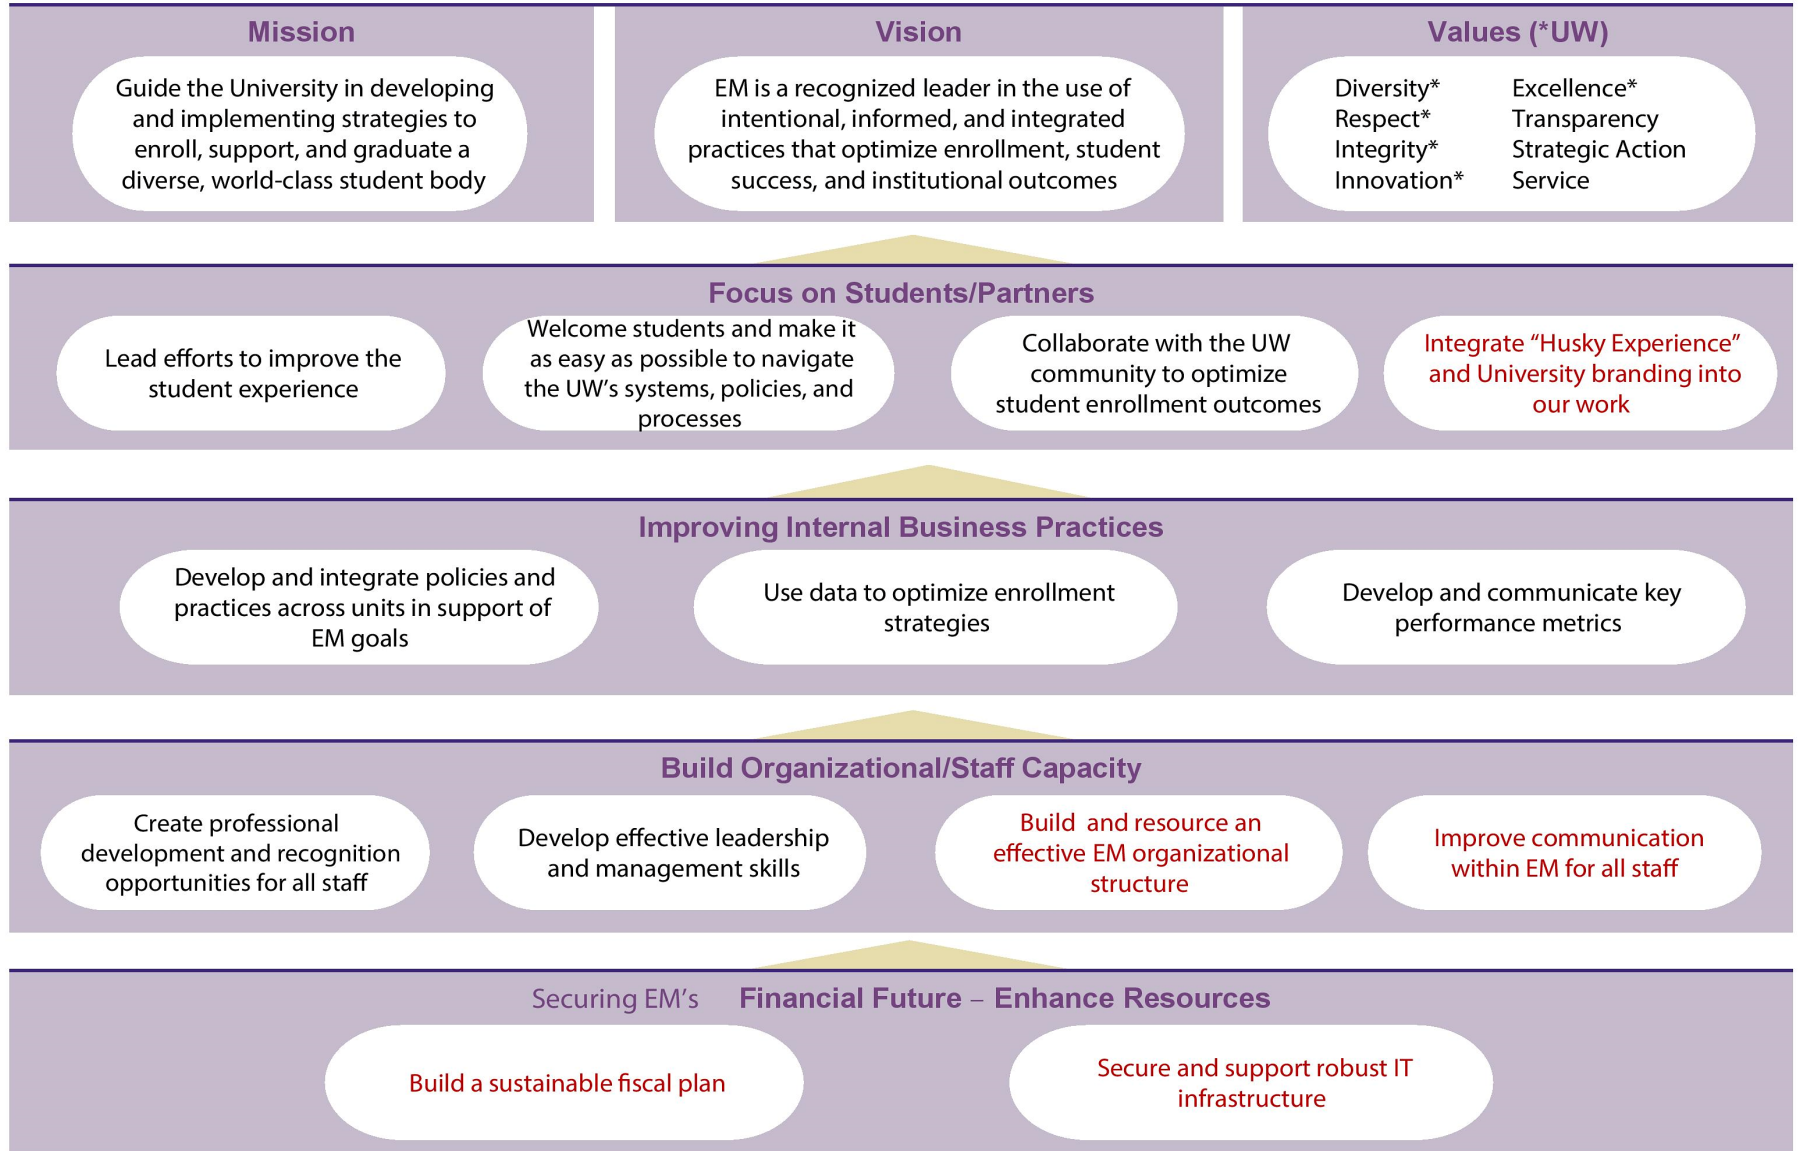 Mission
Guide the University in developing
and implementing strategies to
enroll, support, and graduate a
diverse, world-class student body
Vision
EM is a recognized leader in the use of
intentional, informed, and integrated
practices that optimize enrollment, student
success, and institutional outcomes
Values (*UW)
Diversity*
Respect*
Integrity*
Innovation*
Excellence*
Transparency
Strategic Action
Service
Focus on Students/Partners
Lead efforts to improve the
student experience
Welcome students and make it
as easy as possible to navigate
the UW’s systems, policies, and
processes
Collaborate with the UW
community to optimize
student enrollment outcomes
Integrate “Husky Experience”
and University branding into
our work
Improving Internal Business Practices
Develop and integrate policies and
practices across units in support of
EM goals
Use data to optimize enrollment
strategies
Develop and communicate key
performance metrics
Build Organizational/Staff Capacity
Create professional
development and recognition
opportunities for all staff
Develop effective leadership
and management skills
Build and resource an
effective EM organizational
structure
Improve communication
within EM for all staff
Securing EM’s Financial Future – Enhance Resources
Build a sustainable fiscal plan
Secure and support robust IT
infrastructure